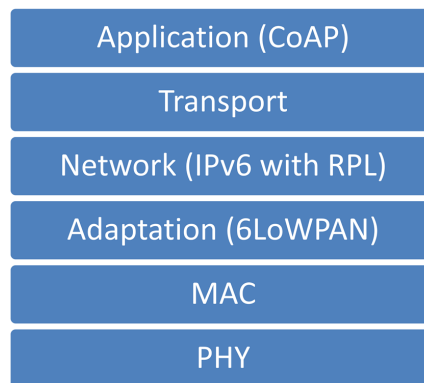 Application (CoAP)
Transport
Network (IPv6 with RPL)
Adaptation (6LoWPAN)
MAC
PHY